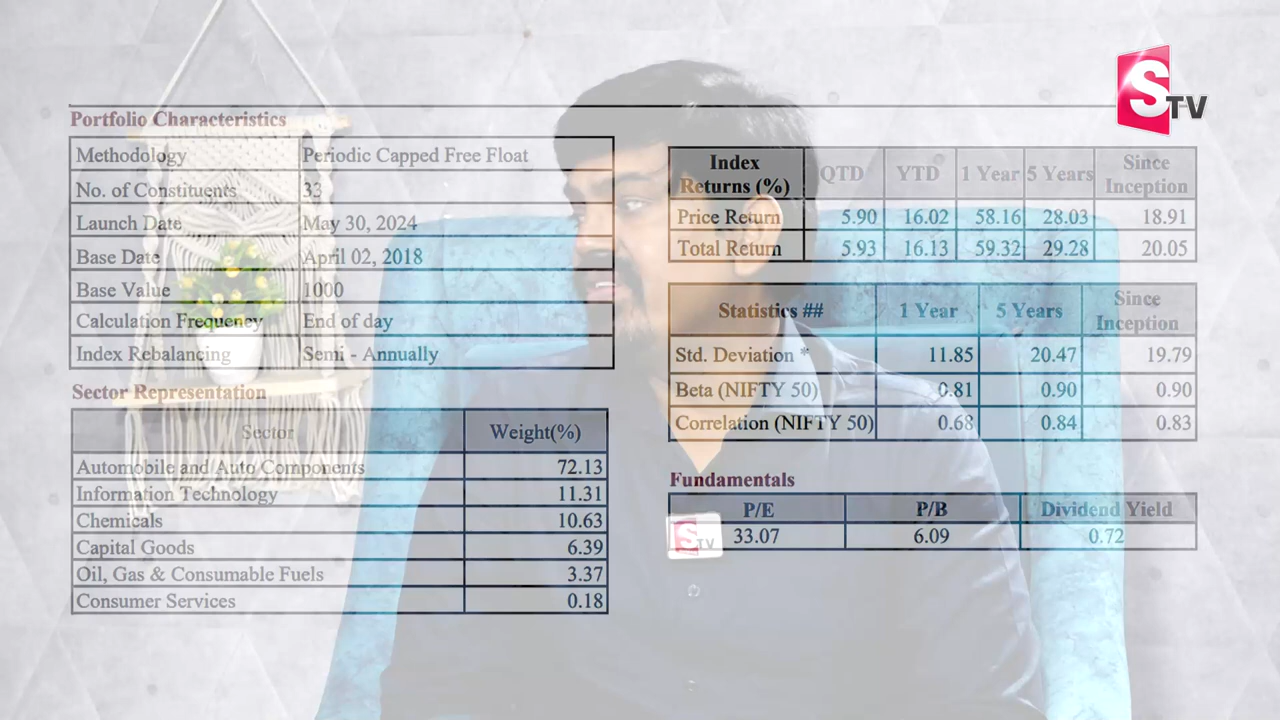 STV
Portfolio Characteristics
Methodology Periodic Capped Free Float
No. of Constituents 33
Launch Date May 30, 2024
Base Date April 02, 2018
Base Value 1000
Calculation Frequency End of day
Index Rebalancing Semi - Annually
Sector Representation
Sector Weight(%)
Automobile and Auto Components 72.13
Information Technology 11.31
Chemicals 10.63
Capital Goods 6.39
Oil, Gas & Consumable Fuels 3.37
Consumer Services 0.18
Index Returns (%) QTD YTD 1 Year 5 Years Since Inception
Price Return 5.90 16.02 58.16 28.03 18.91
Total Return 5.93 16.13 59.32 29.28 20.05
Statistics ## 1 Year 5 Years Since Inception
Std. Deviation * 11.85 20.47 19.79
Beta (NIFTY 50) 0.81 0.90 0.90
Correlation (NIFTY 50) 0.68 0.84 0.83
Fundamentals
P/E P/B Dividend Yield
33.07 6.09 0.72
STV